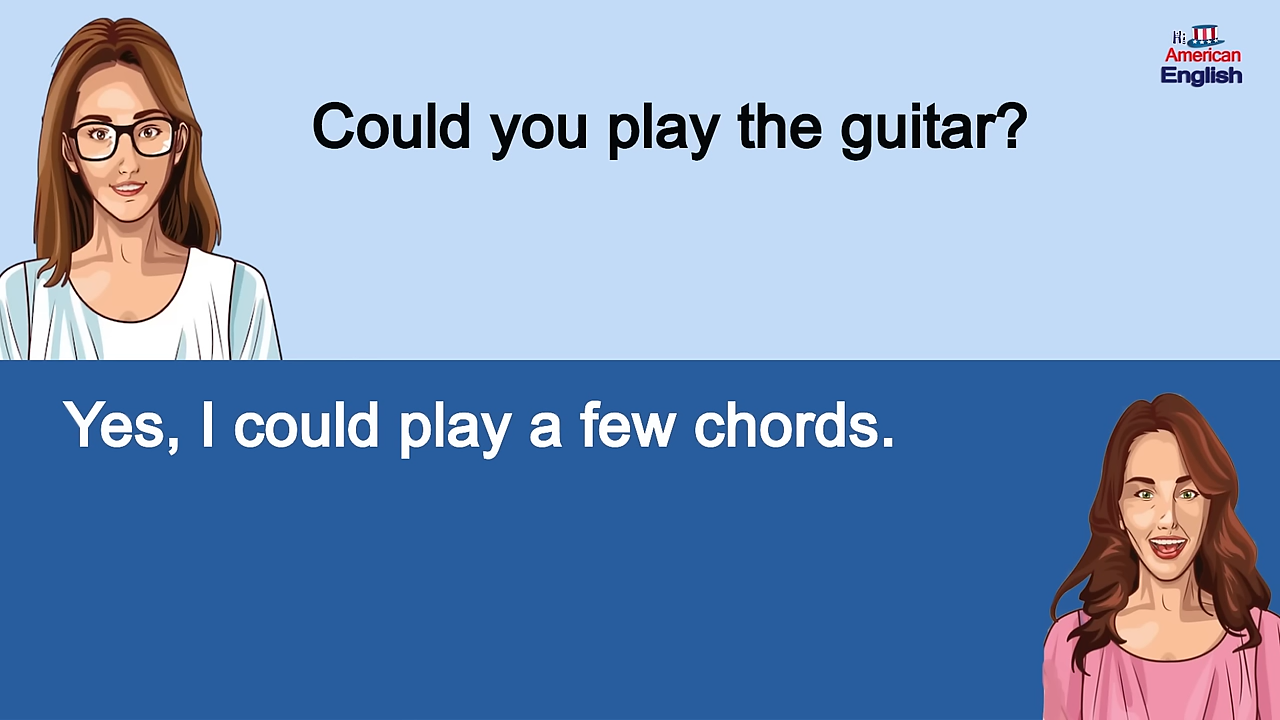 Hi
American
English
Could you play the guitar?
Yes, I could play a few chords.